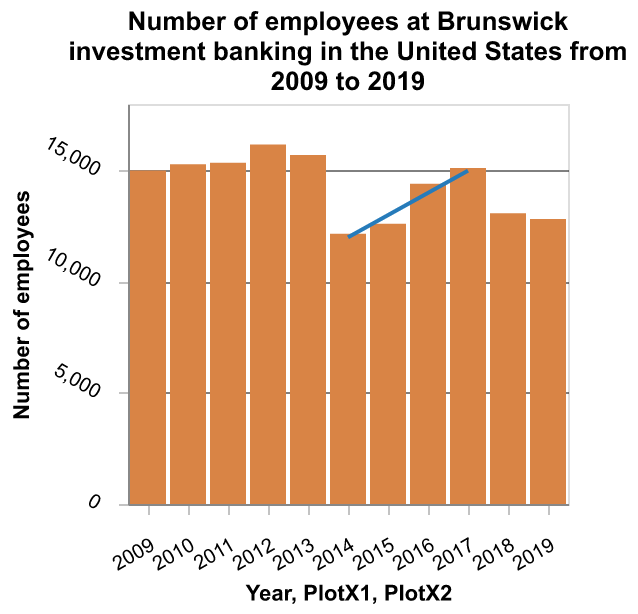 Number of employees at Brunswick
investment banking in the United States from
2009 to 2019
Number of employees
15,000
10,000
5,000
0
2009 2010 2011 2012 2013 2014 2015 2016 2017 2018 2019
Year, PlotX1, PlotX2